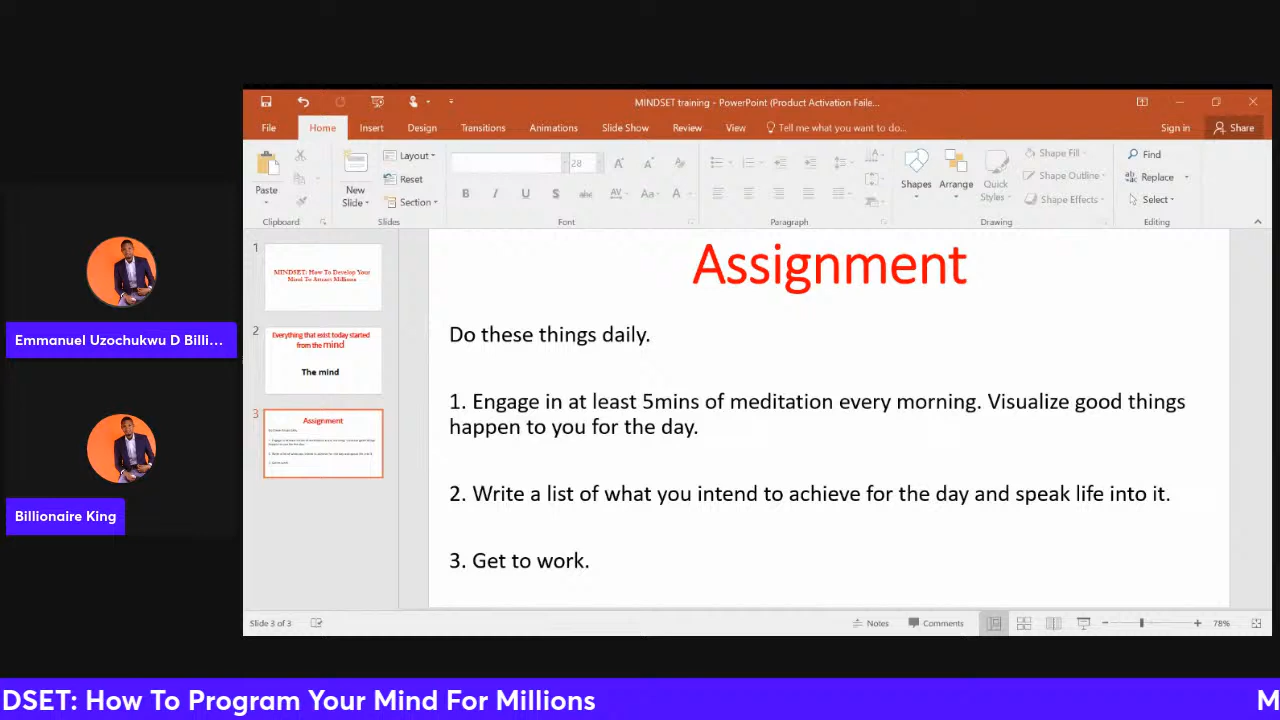 MINDSET training - PowerPoint (Product Activation Faile...
File Home Insert Design Transitions Animations Slide Show Review View Tell me what you want to do... Sign in Share
Paste
Clipboard
New Slide
Layout
Reset
Section
Slides
28
B I U S abc AV Aa A
Font
Paragraph
Shapes
Arrange
Quick Styles
Shape Fill
Shape Outline
Shape Effects
Drawing
Find
Replace
Select
Editing
1
MINDSET: How To Develop Your
Mind To Attract Millions
2
Everything that exist today started
from the mind
The mind
3
Assignment
Assignment
Do these things daily.
1. Engage in at least 5mins of meditation every morning. Visualize good things
happen to you for the day.
2. Write a list of what you intend to achieve for the day and speak life into it.
3. Get to work.
Slide 3 of 3
Notes
Comments
78%
Emmanuel Uzochukwu D Billi...
Billionaire King
DSET: How To Program Your Mind For Millions
M